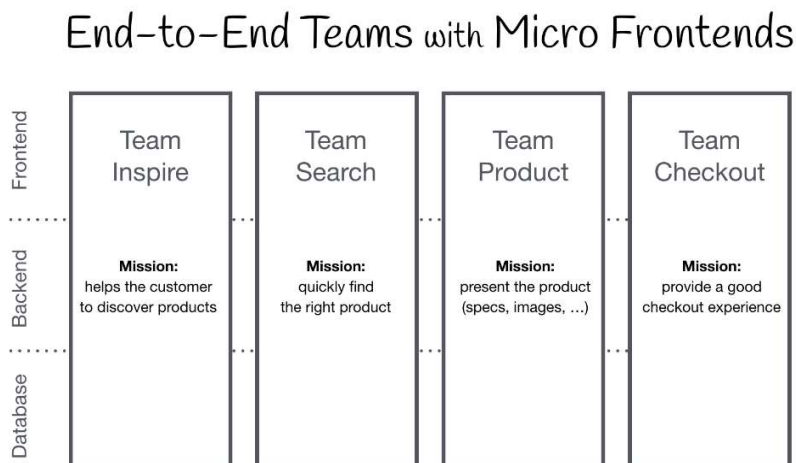 End-to-End Teams with Micro Frontends
Frontend
Team
Inspire
Team
Search
Team
Product
Team
Checkout
Backend
Mission:
helps the customer
to discover products
Mission:
quickly find
the right product
Mission:
present the product
(specs, images, …)
Mission:
provide a good
checkout experience
Database